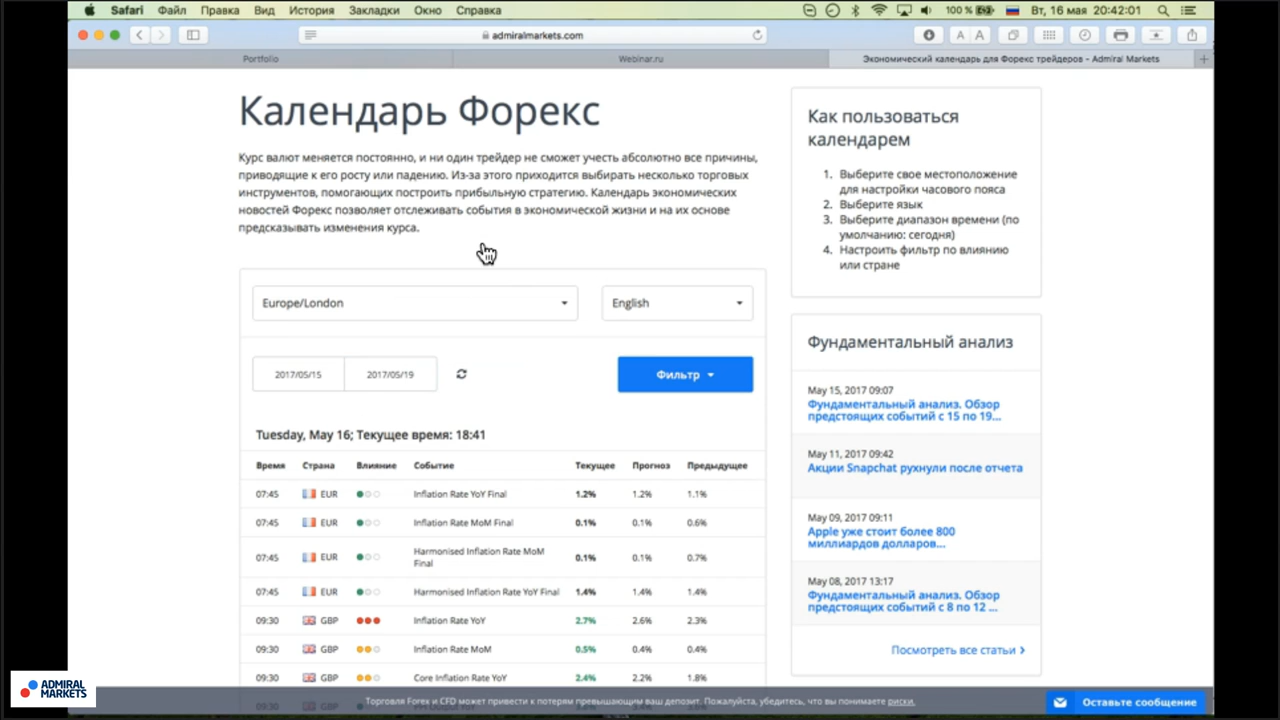 Safari Файл Правка Вид История Закладки Окно Справка 100 % Вт, 16 мая 20:42:01
admiralmarkets.com A A
Portfolio Webinar.ru Экономический календарь для Форекс трейдеров - Admiral Markets +
Календарь Форекс
Курс валют меняется постоянно, и ни один трейдер не сможет учесть абсолютно все причины,
приводящие к его росту или падению. Из-за этого приходится выбирать несколько торговых
инструментов, помогающих построить прибыльную стратегию. Календарь экономических
новостей Форекс позволяет отслеживать события в экономической жизни и на их основе
предсказывать изменения курса.
Europe/London English
2017/05/15 2017/05/19 Фильтр
Tuesday, May 16; Текущее время: 18:41
Время Страна Влияние Событие Текущее Прогноз Предыдущее
07:45 EUR Inflation Rate YoY Final 1.2% 1.2% 1.1%
07:45 EUR Inflation Rate MoM Final 0.1% 0.1% 0.6%
07:45 EUR Harmonised Inflation Rate MoM
Final 0.1% 0.1% 0.7%
07:45 EUR Harmonised Inflation Rate YoY Final 1.4% 1.4% 1.4%
09:30 GBP Inflation Rate YoY 2.7% 2.6% 2.3%
09:30 GBP Inflation Rate MoM 0.5% 0.4% 0.4%
09:30 GBP Core Inflation Rate YoY 2.4% 2.2% 1.8%
Как пользоваться
календарем
1. Выберите свое местоположение
для настройки часового пояса
2. Выберите язык
3. Выберите диапазон времени (по
умолчанию: сегодня)
4. Настроить фильтр по влиянию
или стране
Фундаментальный анализ
May 15, 2017 09:07
Фундаментальный анализ. Обзор
предстоящих событий с 15 по 19...
May 11, 2017 09:42
Акции Snapchat рухнули после отчета
May 09, 2017 09:11
Apple уже стоит более 800
миллиардов долларов...
May 08, 2017 13:17
Фундаментальный анализ. Обзор
предстоящих событий с 8 по 12 ...
Посмотреть все статьи
Торговля Forex и CFD может привести к потерям превышающим ваш депозит. Пожалуйста, убедитесь, что вы понимаете риски.
Оставьте сообщение
ADMIRAL
MARKETS